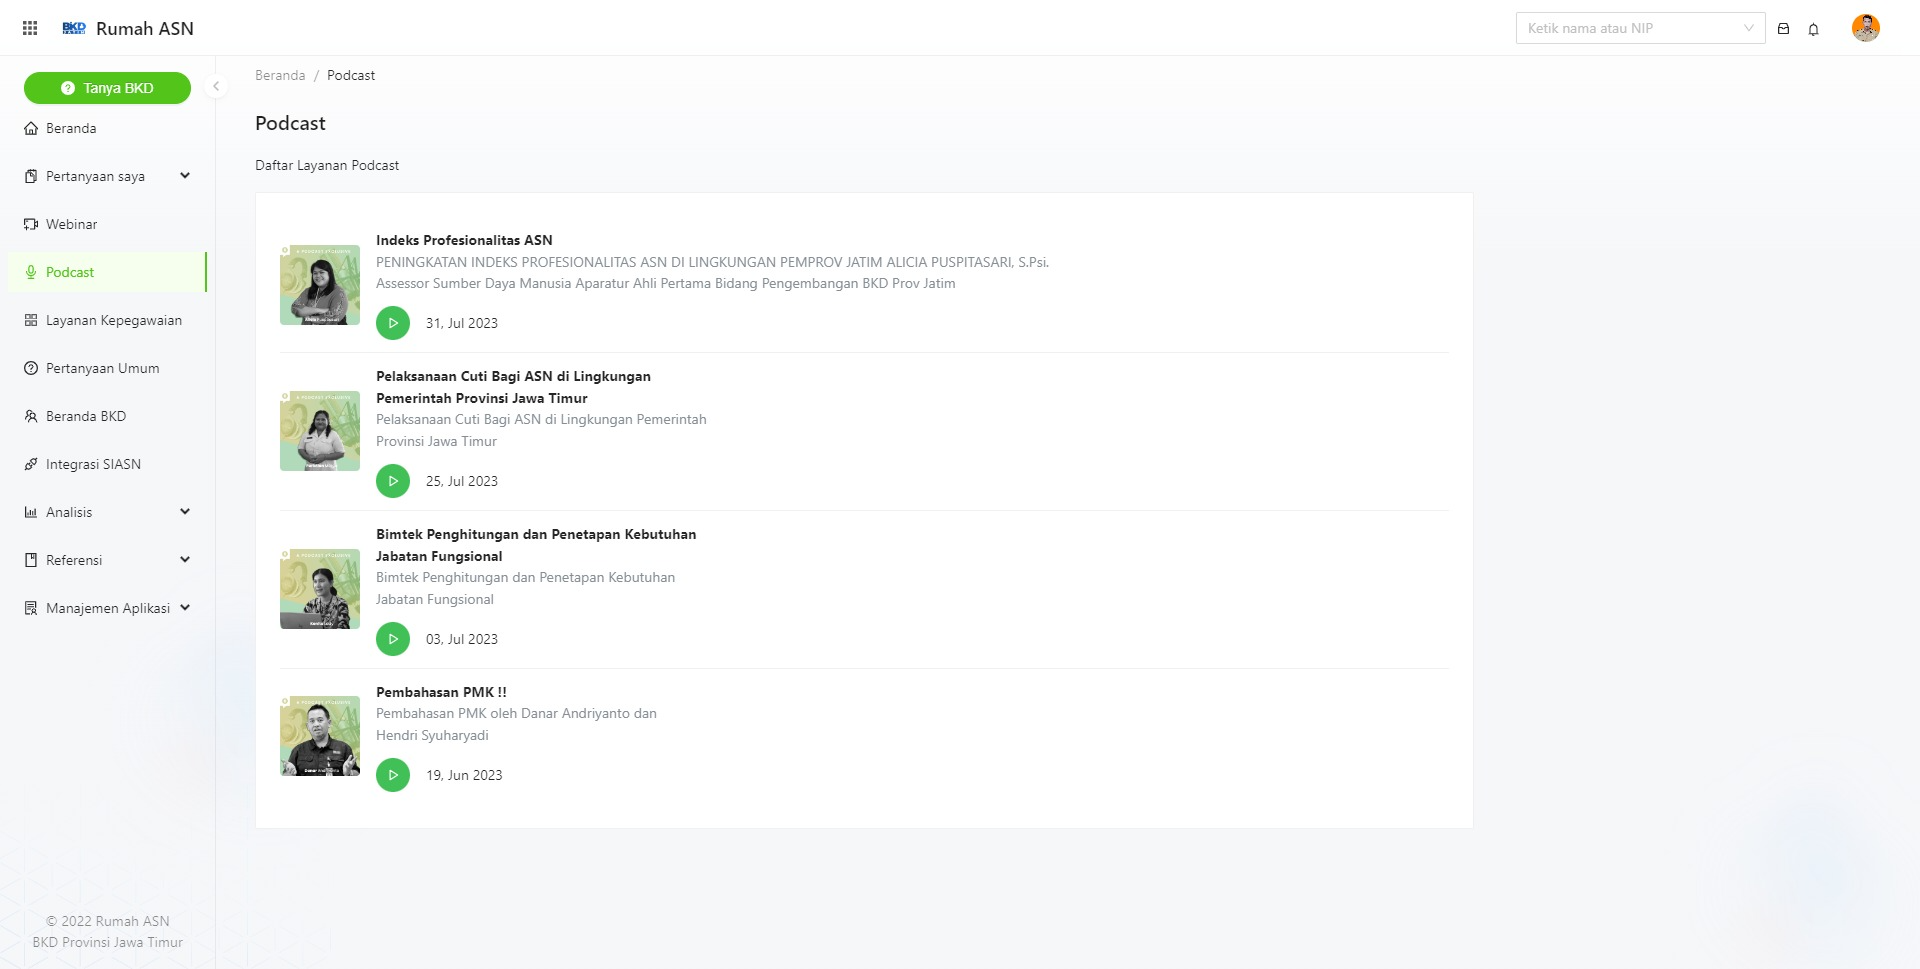 BKD
JATIM
Rumah ASN
Ketik nama atau NIP
Tanya BKD
Beranda
Pertanyaan saya
Webinar
Podcast
Layanan Kepegawaian
Pertanyaan Umum
Beranda BKD
Integrasi SIASN
Analisis
Referensi
Manajemen Aplikasi
© 2022 Rumah ASN
BKD Provinsi Jawa Timur
Beranda / Podcast
Podcast
Daftar Layanan Podcast
Indeks Profesionalitas ASN
PENINGKATAN INDEKS PROFESIONALITAS ASN DI LINGKUNGAN PEMPROV JATIM ALICIA PUSPITASARI, S.Psi.
Assessor Sumber Daya Manusia Aparatur Ahli Pertama Bidang Pengembangan BKD Prov Jatim
31, Jul 2023
Pelaksanaan Cuti Bagi ASN di Lingkungan
Pemerintah Provinsi Jawa Timur
Pelaksanaan Cuti Bagi ASN di Lingkungan Pemerintah
Provinsi Jawa Timur
25, Jul 2023
Bimtek Penghitungan dan Penetapan Kebutuhan
Jabatan Fungsional
Bimtek Penghitungan dan Penetapan Kebutuhan
Jabatan Fungsional
03, Jul 2023
Pembahasan PMK !!
Pembahasan PMK oleh Danar Andriyanto dan
Hendri Syuharyadi
19, Jun 2023